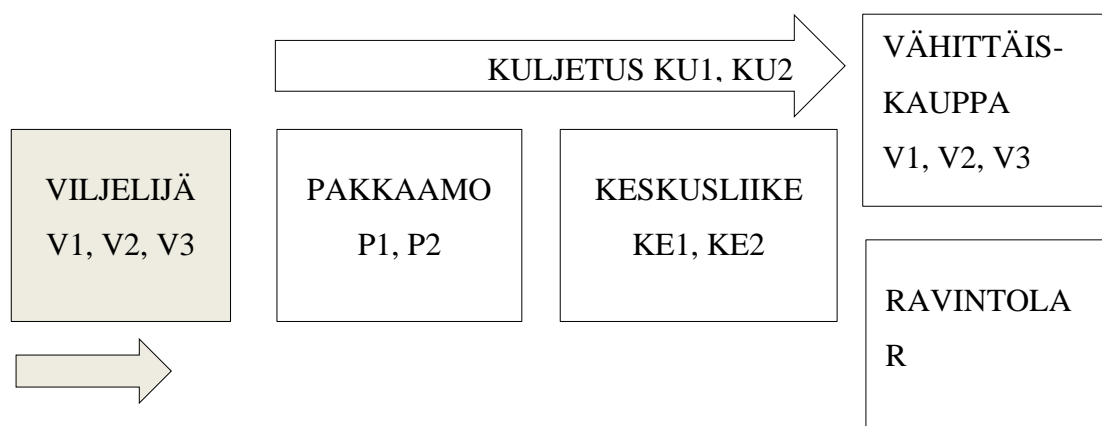 KULJETUS KU1, KU2
VÄHITTÄIS-
KAUPPA
V1, V2, V3
VILJELIJÄ
V1, V2, V3
PAKKAAMO
P1, P2
KESKUSLIIKE
KE1, KE2
RAVINTOLA
R